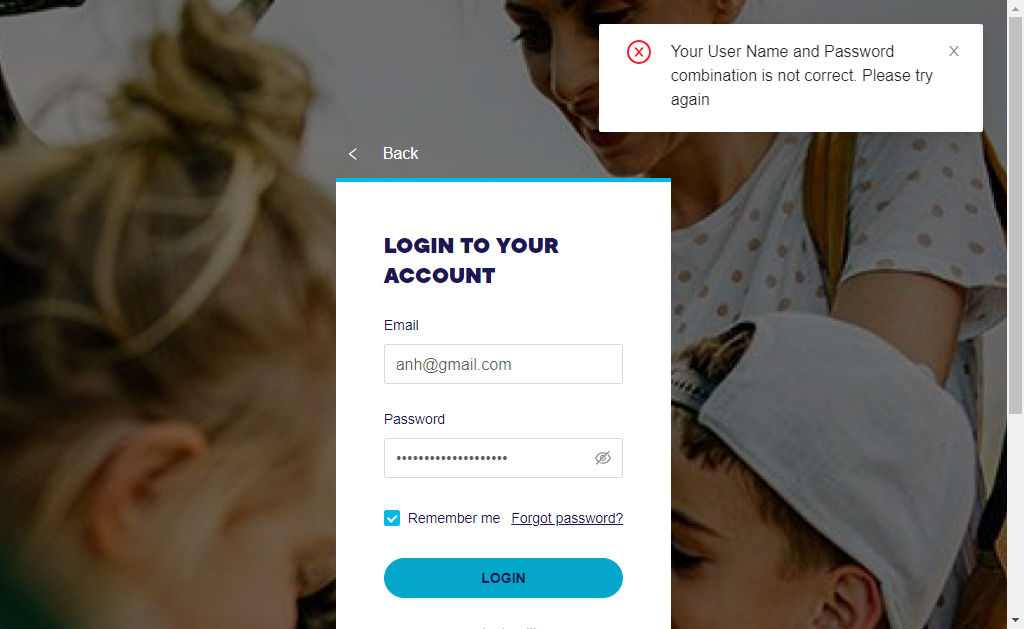 Your User Name and Password
combination is not correct. Please try
again
Back
LOGIN TO YOUR
ACCOUNT
Email
anh@gmail.com
Password
Remember me Forgot password?
LOGIN